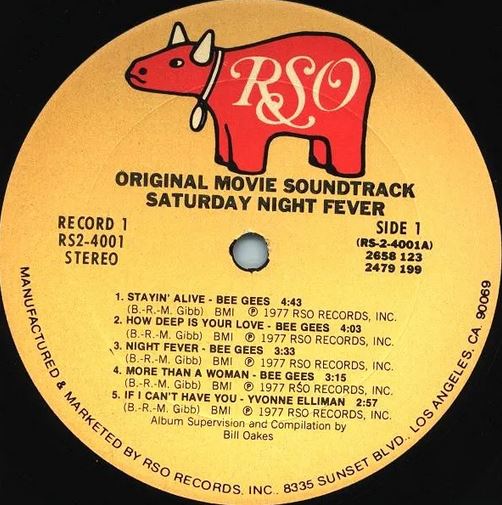 RSO
ORIGINAL MOVIE SOUNDTRACK
SATURDAY NIGHT FEVER
RECORD 1
RS2-4001
STEREO
SIDE 1
(RS-2-4001A)
2658 123
2479 199
1. STAYIN' ALIVE - BEE GEES 4:43
(B.-R.-M. Gibb) BMI Ⓟ 1977 RSO RECORDS, INC.
2. HOW DEEP IS YOUR LOVE - BEE GEES 4:03
(B.-R.-M. Gibb) BMI Ⓟ 1977 RSO RECORDS, INC.
3. NIGHT FEVER - BEE GEES 3:33
(B.-R.-M. Gibb) BMI Ⓟ 1977 RSO RECORDS, INC.
4. MORE THAN A WOMAN - BEE GEES 3:15
(B.-R.-M. Gibb) BMI Ⓟ 1977 RSO RECORDS, INC.
5. IF I CAN'T HAVE YOU - YVONNE ELLIMAN 2:57
(B.-R.-M. Gibb) BMI Ⓟ 1977 RSO RECORDS, INC.
Album Supervision and Compilation by
Bill Oakes
MANUFACTURED & MARKETED BY RSO RECORDS, INC., 8335 SUNSET BLVD., LOS ANGELES, CA. 90069